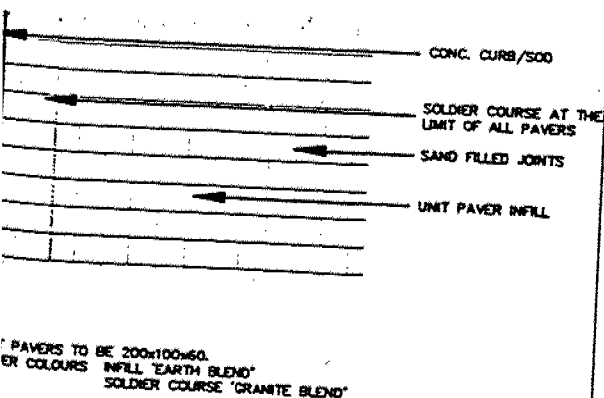 CONC. CURB/SOD
SOLDIER COURSE AT THE
LIMIT OF ALL PAVERS
SAND FILLED JOINTS
UNIT PAVER INFILL
PAVERS TO BE 200x100x60.
ER COLOURS INFILL "EARTH BLEND"
SOLDIER COURSE "GRANITE BLEND"